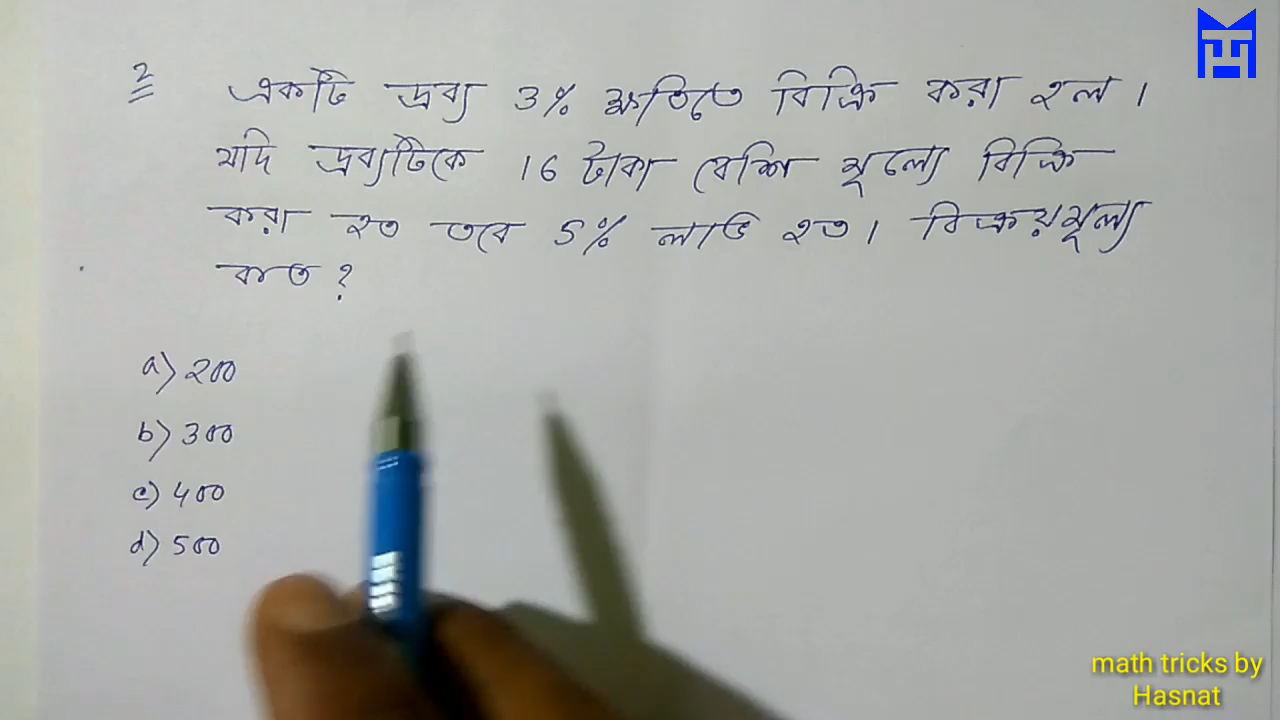 ২ একটি দ্রব্য 3% ক্ষতিতে বিক্রি করা হল।
যদি দ্রব্যটিকে 16 টাকা বেশি মূল্যে বিক্রি
করা হত তবে 5% লাভ হত। বিক্রয়মূল্য
কত?
a) 200
b) 300
c) 400
d) 500
math tricks by
Hasnat